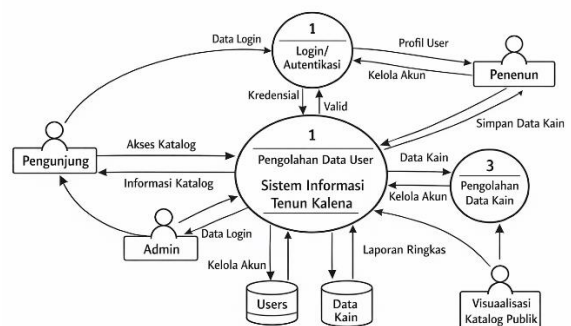 1
Login/
Autentikasi
Data Login
Profil User
Kelola Akun
Penenun
Kredensial
Valid
Simpan Data Kain
Pengunjung
Akses Katalog
Informasi Katalog
1
Pengolahan Data User
Sistem Informasi
Tenun Kalena
Data Kain
Kelola Akun
3
Pengolahan
Data Kain
Admin
Data Login
Kelola Akun
Laporan Ringkas
Users
Data
Kain
Visuaalisasi
Katalog Publik